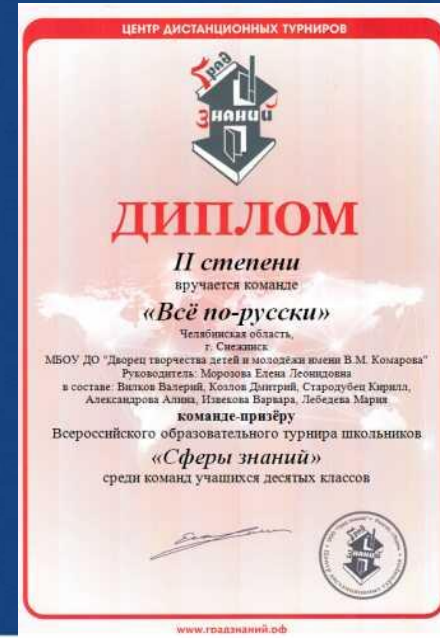 ЦЕНТР ДИСТАНЦИОННЫХ ТУРНИРОВ
Град
Знаний
ДИПЛОМ
II степени
вручается команде
«Всё по-русски»
Челябинская область,
г. Снежинск
МБОУ ДО "Дворец творчества детей и молодёжи имени В.М. Комарова"
Руководитель: Морозова Елена Леонидовна
в составе: Вилков Валерий, Козлов Дмитрий, Стародубец Кирилл,
Александрова Алина, Извекова Варвара, Лебедева Мария
команде-призёру
Всероссийского образовательного турнира школьников
«Сферы знаний»
среди команд учащихся десятых классов
www.градзнаний.рф